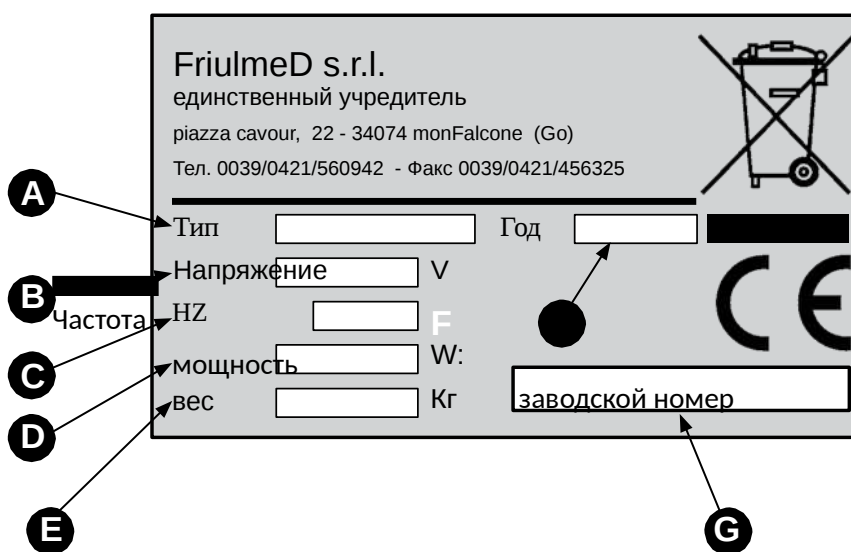 FriulmeD s.r.l.
единственный учредитель
piazza cavour, 22 - 34074 monFalcone (Go)
Тел. 0039/0421/560942 - Факс 0039/0421/456325
A
Тип Год
B
Напряжение V
Частота HZ F
C
мощность W:
D
вес Кг заводской номер
E
G